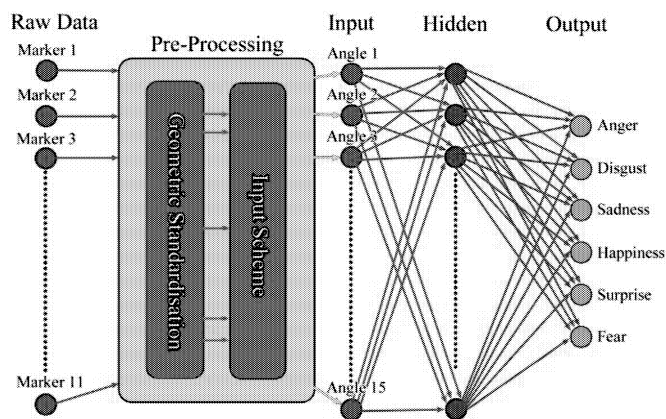 Raw Data
Pre-Processing
Input
Hidden
Output
Marker 1
Marker 2
Marker 3
Marker 11
Geometric Standardisation
Input Scheme
Angle 1
Angle 2
Angle 3
Angle 15
Anger
Disgust
Sadness
Happiness
Surprise
Fear